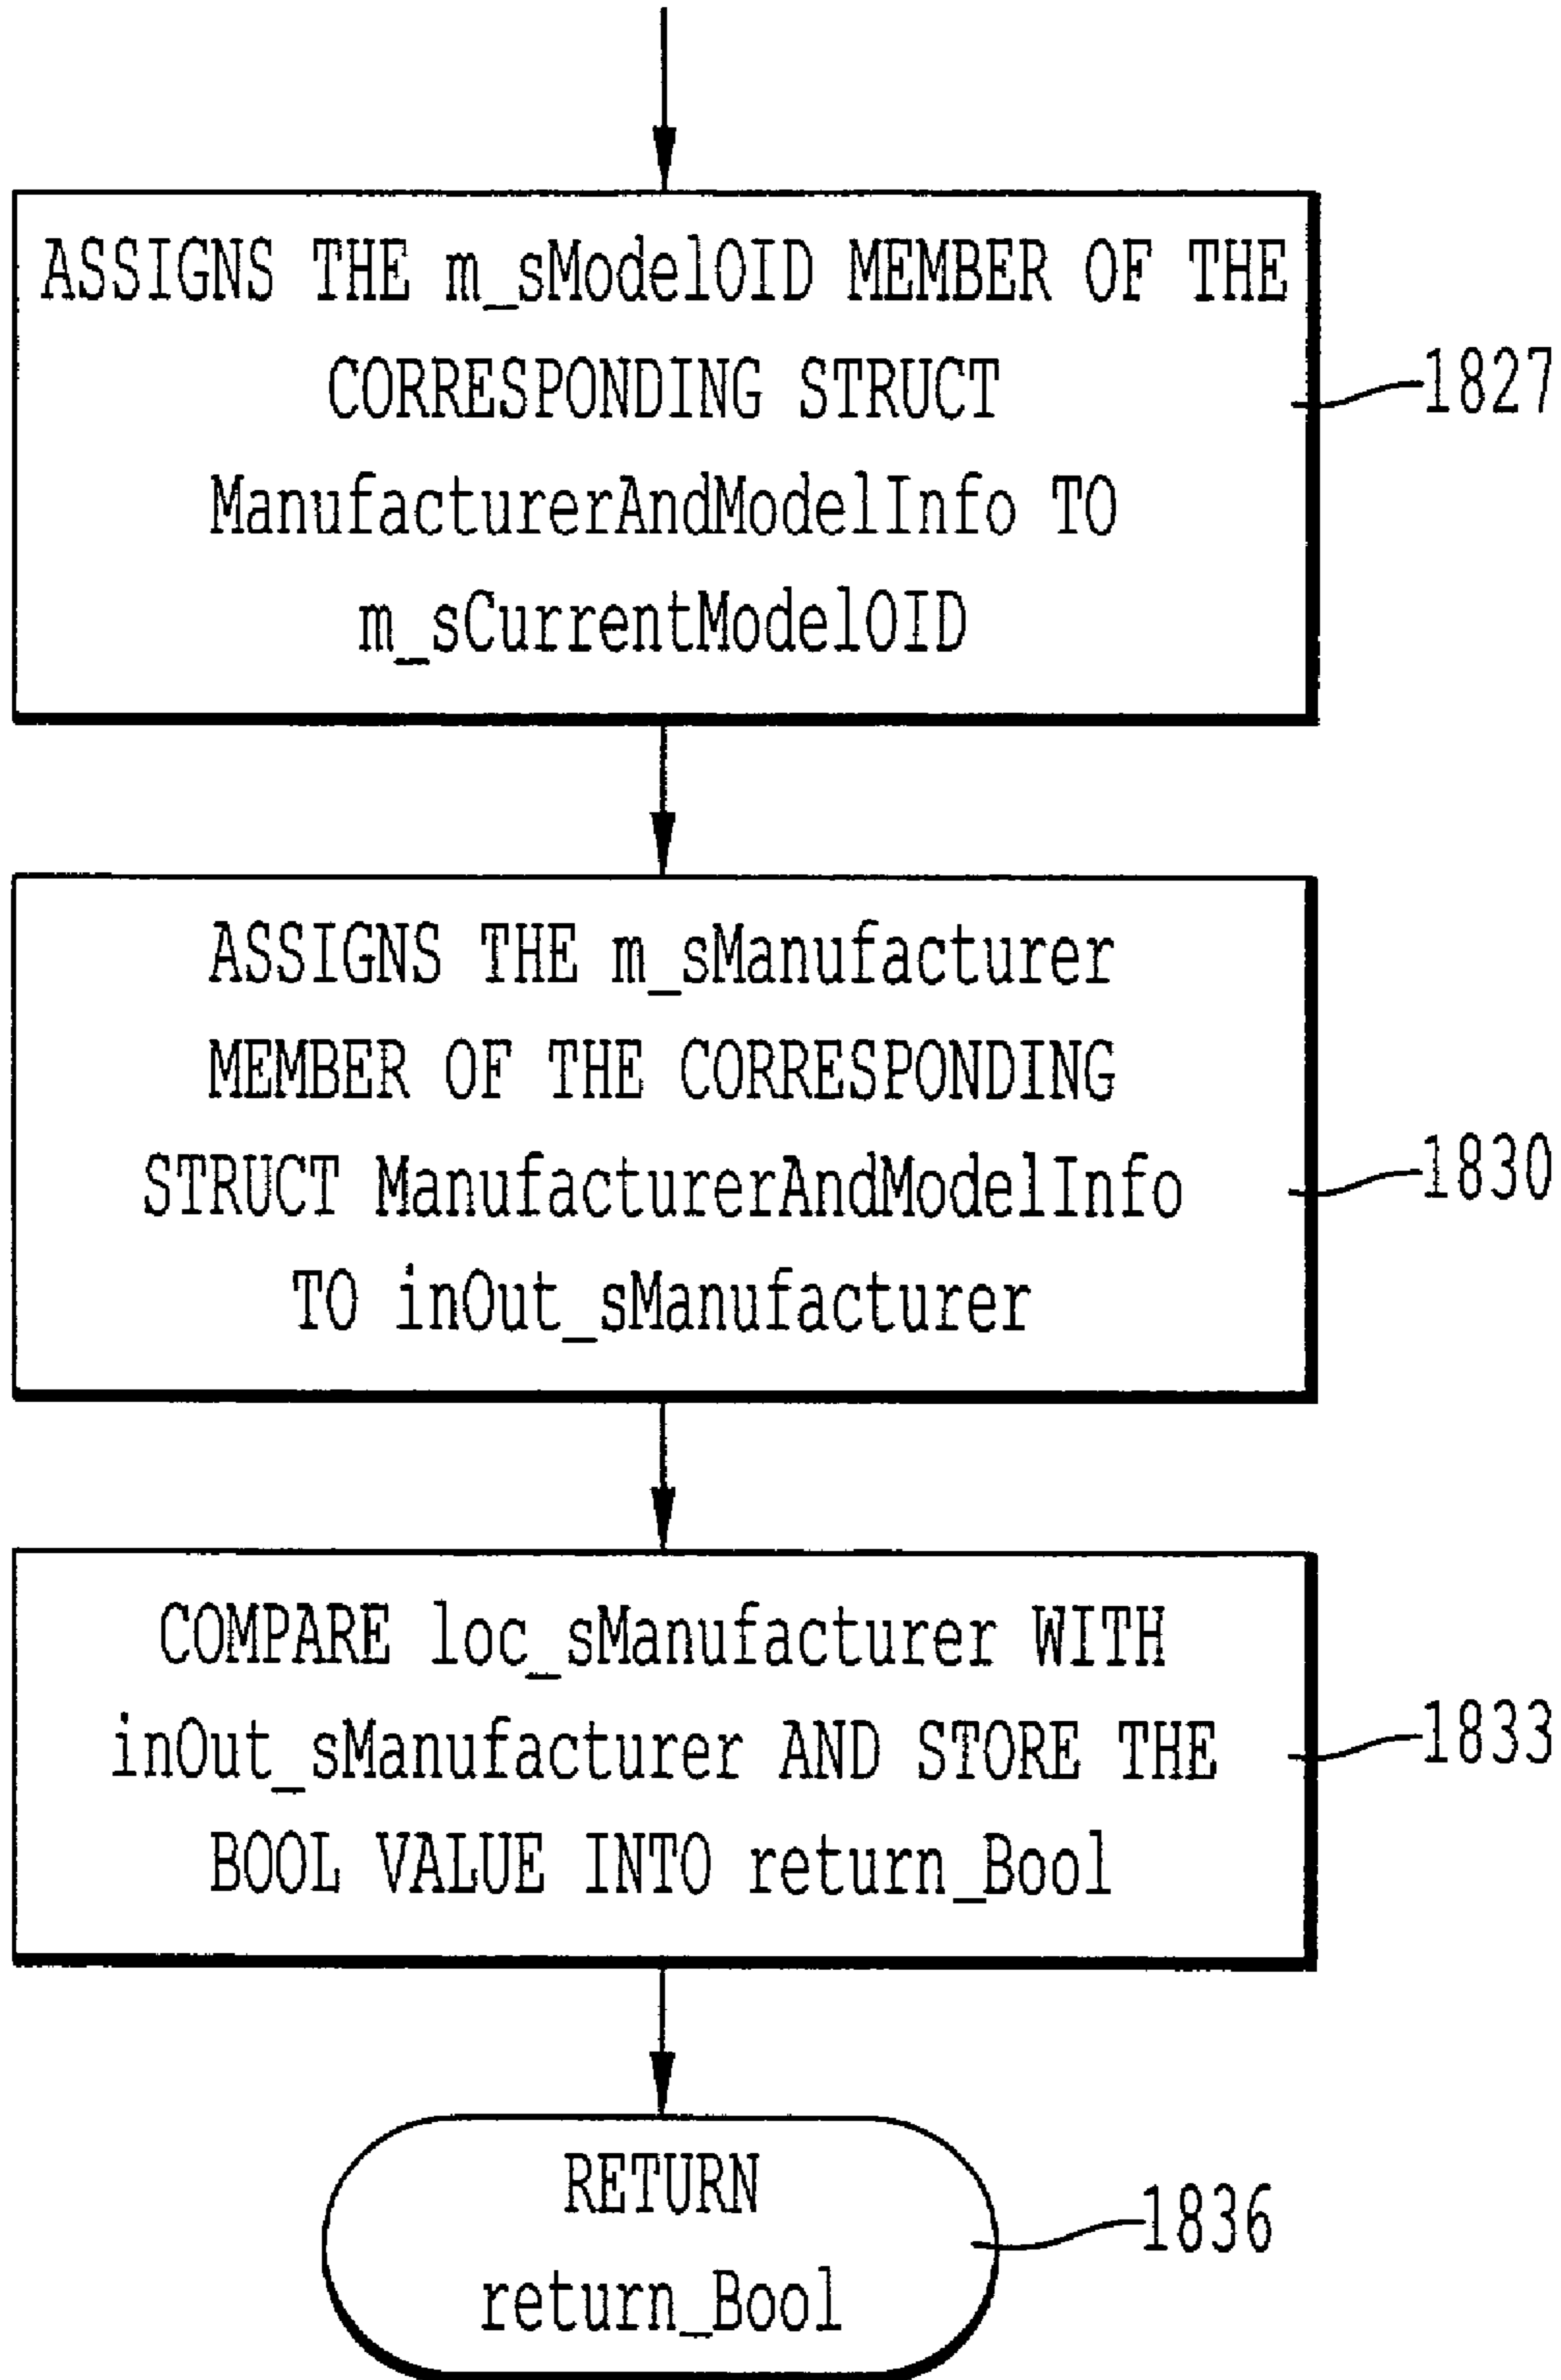 ASSIGNS THE m_sModelOID MEMBER OF THE
CORRESPONDING STRUCT
ManufacturerAndModelInfo TO
m_sCurrentModelOID
1827
ASSIGNS THE m_sManufacturer
MEMBER OF THE CORRESPONDING
STRUCT ManufacturerAndModelInfo
TO inOut_sManufacturer
1830
COMPARE loc_sManufacturer WITH
inOut_sManufacturer AND STORE THE
BOOL VALUE INTO return_Bool
1833
RETURN
return_Bool
1836